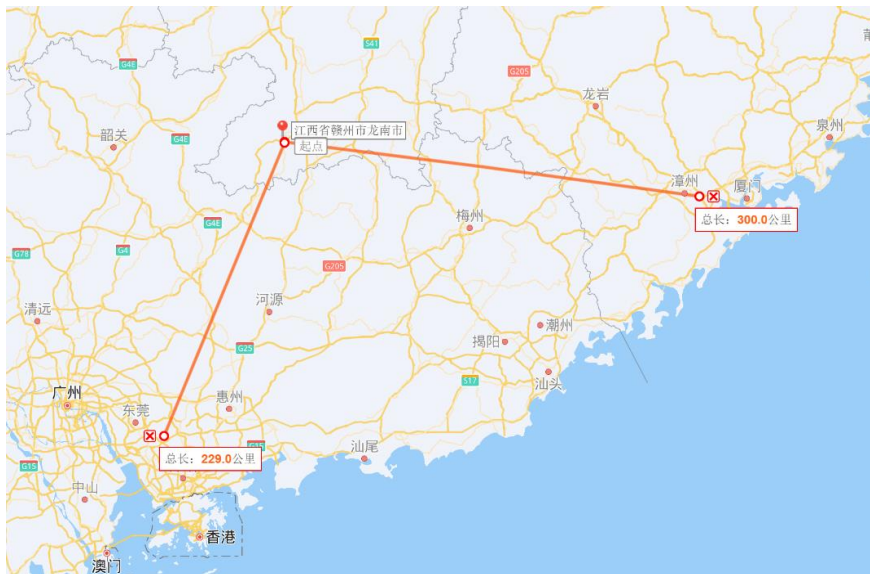 S41
G4E
G205
莆
龙岩
泉州
江西省赣州市龙南市
韶关
G4E
起点
漳州
厦门
总长：300.0公里
梅州
G4E
G4
G78
G205
河源
清远
潮州
揭阳
G25
汕头
S17
广州
惠州
东莞
汕尾
G15
总长：229.0公里
G15
中山
香港
澳门